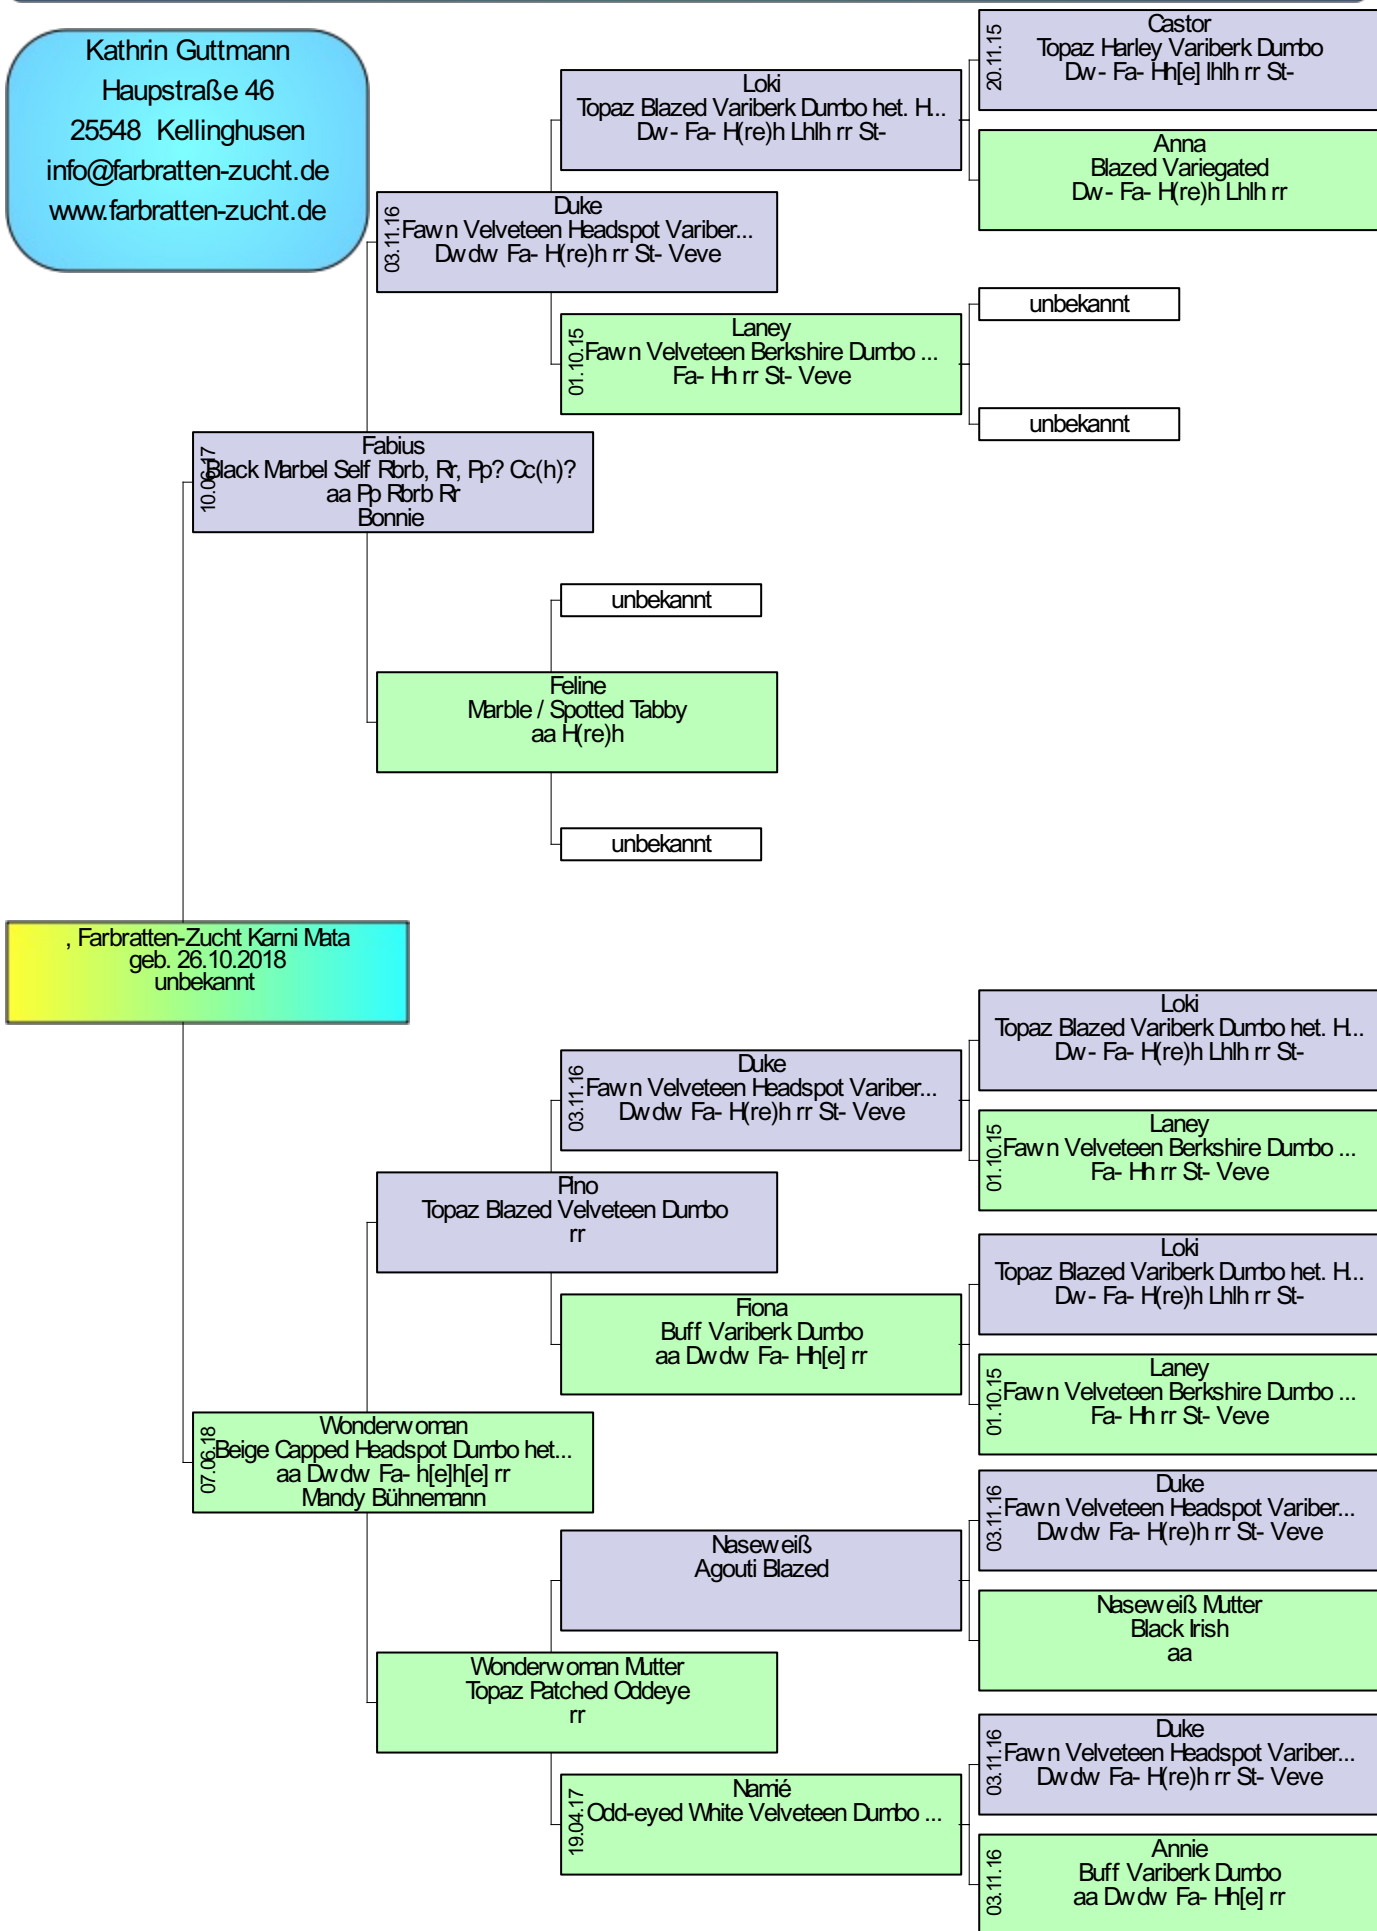 Kathrin Guttmann
Haupstraße 46
25548 Kellinghusen
info@farbratten-zucht.de
www.farbratten-zucht.de
20.11.15
Castor
Topaz Harley Variberk Dumbo
Dw- Fa- Hh[e] lhlh rr St-
Loki
Topaz Blazed Variberk Dumbo het. H...
Dw- Fa- H(re)h Lhlh rr St-
Anna
Blazed Variegated
Dw- Fa- H(re)h Lhlh rr
03.11.16
Duke
Fawn Velveteen Headspot Variber...
Dwdw Fa- H(re)h rr St- Veve
unbekannt
01.10.15
Laney
Fawn Velveteen Berkshire Dumbo ...
Fa- Hh rr St- Veve
unbekannt
10.06.17
Fabius
Black Marbel Self Rbrb, Rr, Pp? Cc(h)?
aa Pp Rbrb Rr
Bonnie
unbekannt
Feline
Marble / Spotted Tabby
aa H(re)h
unbekannt
, Farbratten-Zucht Karni Mata
geb. 26.10.2018
unbekannt
Loki
Topaz Blazed Variberk Dumbo het. H...
Dw- Fa- H(re)h Lhlh rr St-
03.11.16
Duke
Fawn Velveteen Headspot Variber...
Dwdw Fa- H(re)h rr St- Veve
01.10.15
Laney
Fawn Velveteen Berkshire Dumbo ...
Fa- Hh rr St- Veve
Pino
Topaz Blazed Velveteen Dumbo
rr
Loki
Topaz Blazed Variberk Dumbo het. H...
Dw- Fa- H(re)h Lhlh rr St-
Fiona
Buff Variberk Dumbo
aa Dwdw Fa- Hh[e] rr
01.10.15
Laney
Fawn Velveteen Berkshire Dumbo ...
Fa- Hh rr St- Veve
07.06.18
Wonderwoman
Beige Capped Headspot Dumbo het...
aa Dwdw Fa- h[e]h[e] rr
Mandy Bühnemann
03.11.16
Duke
Fawn Velveteen Headspot Variber...
Dwdw Fa- H(re)h rr St- Veve
Naseweiß
Agouti Blazed
Naseweiß Mutter
Black Irish
aa
Wonderwoman Mutter
Topaz Patched Oddeye
rr
03.11.16
Duke
Fawn Velveteen Headspot Variber...
Dwdw Fa- H(re)h rr St- Veve
19.04.17
Namié
Odd-eyed White Velveteen Dumbo ...
03.11.16
Annie
Buff Variberk Dumbo
aa Dwdw Fa- Hh[e] rr